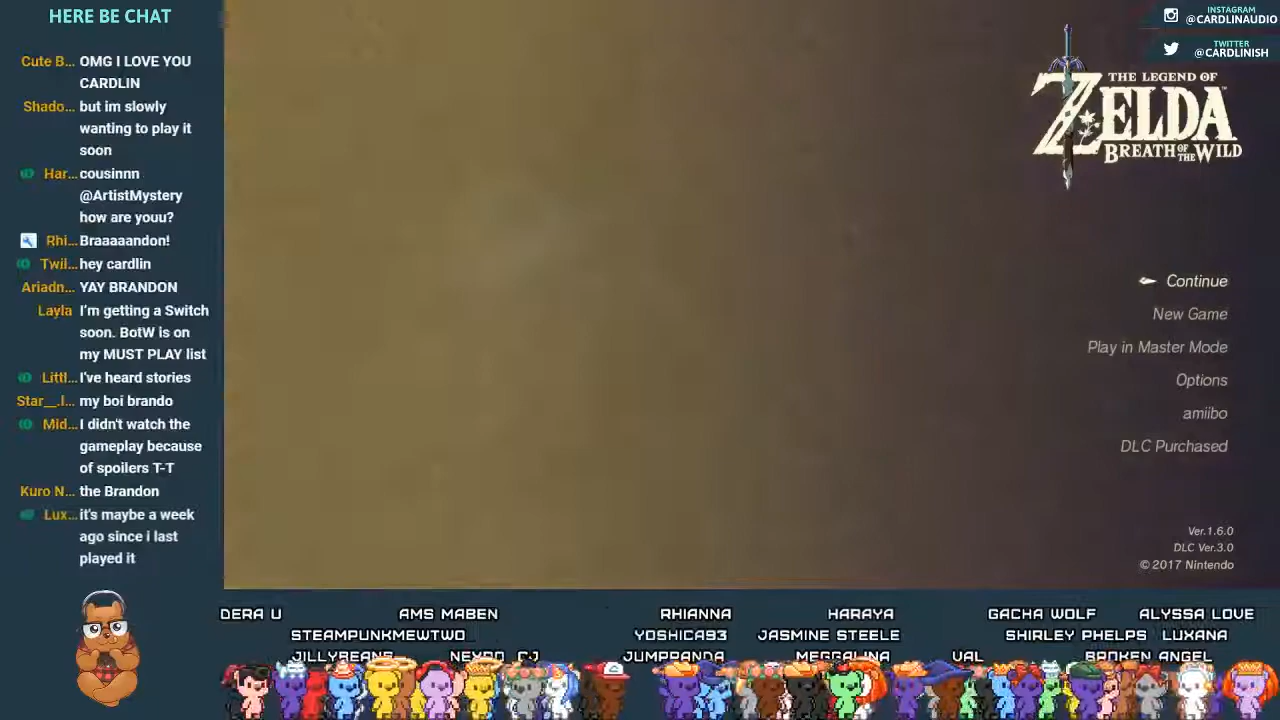 HERE BE CHAT
Cute B... OMG I LOVE YOU
CARDLIN
Shado... but im slowly
wanting to play it
soon
Har... cousinnn
@ArtistMystery
how are youu?
Rhi... Braaaaandon!
Twil... hey cardlin
Ariadn... YAY BRANDON
Layla I'm getting a Switch
soon. BotW is on
my MUST PLAY list
Littl... I've heard stories
Star__.l... my boi brando
Mid... I didn't watch the
gameplay because
of spoilers T-T
Kuro N... the Brandon
Lux... it's maybe a week
ago since i last
played it
INSTAGRAM
@CARDLINAUDIO
TWITTER
@CARDLINISH
THE LEGEND OF
ZELDA
BREATH OF THE WILD
Continue
New Game
Play in Master Mode
Options
amiibo
DLC Purchased
Ver.1.6.0
DLC Ver.3.0
© 2017 Nintendo
DERA U AMS MABEN RHIANNA HARAYA GACHA WOLF ALYSSA LOVE
STEAMPUNKMEWTWO YOSHICA93 JASMINE STEELE SHIRLEY PHELPS LUXANA
JILLYBEANS NEXRO_CJ JUMPRANDA MEGGALINA VAL BROKEN ANGEL